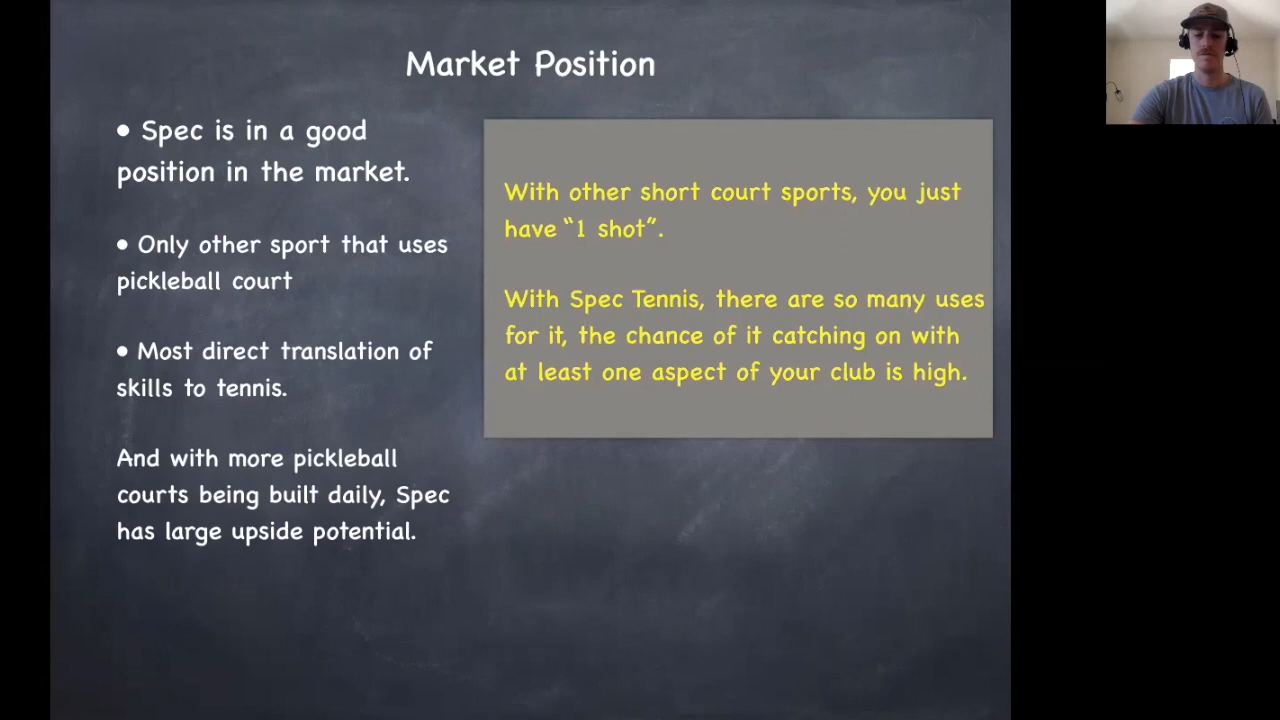 Market Position
• Spec is in a good
position in the market.
• Only other sport that uses
pickleball court
• Most direct translation of
skills to tennis.
And with more pickleball
courts being built daily, Spec
has large upside potential.
With other short court sports, you just
have “1 shot”.
With Spec Tennis, there are so many uses
for it, the chance of it catching on with
at least one aspect of your club is high.